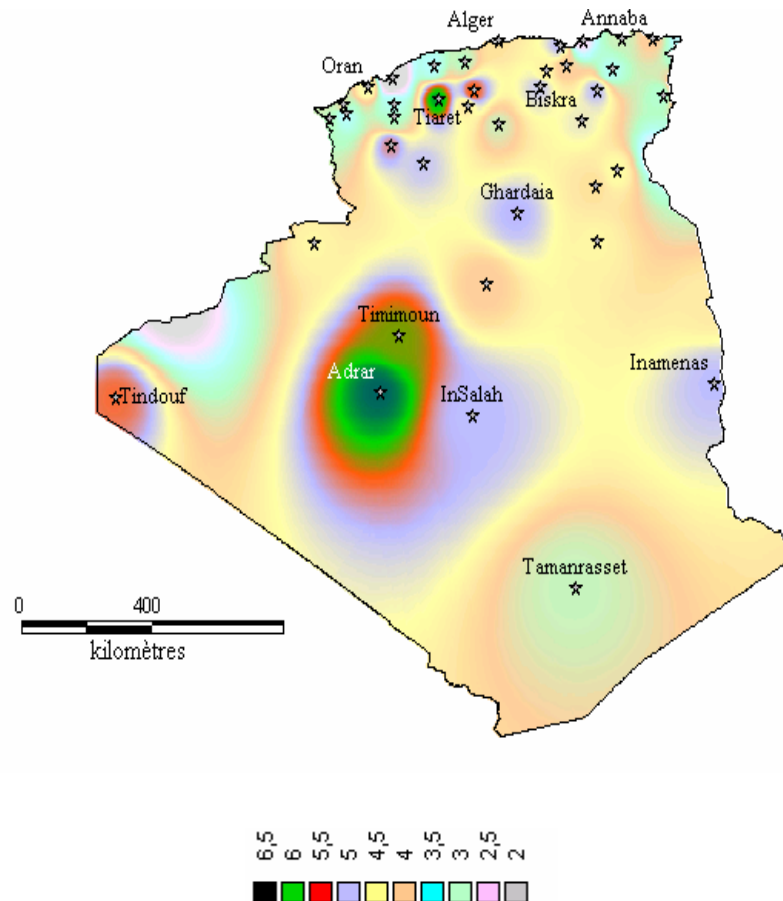 Alger
Annaba
Oran
Biskra
Tiaret
Ghardaia
Timimoun
Inamenas
Adrar
Tindouf
InSalah
Tamanrasset
0 400
kilomètres
6,5 6 5,5 5 4,5 4 3,5 3 2,5 2